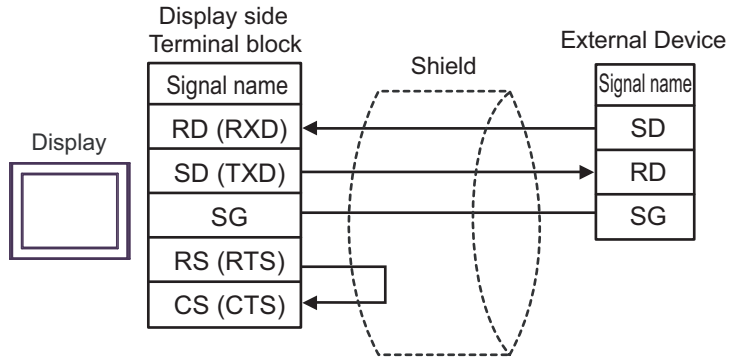 Display side
Terminal block
Signal name
RD (RXD)
SD (TXD)
SG
RS (RTS)
CS (CTS)
Display
Shield
External Device
Signal name
SD
RD
SG